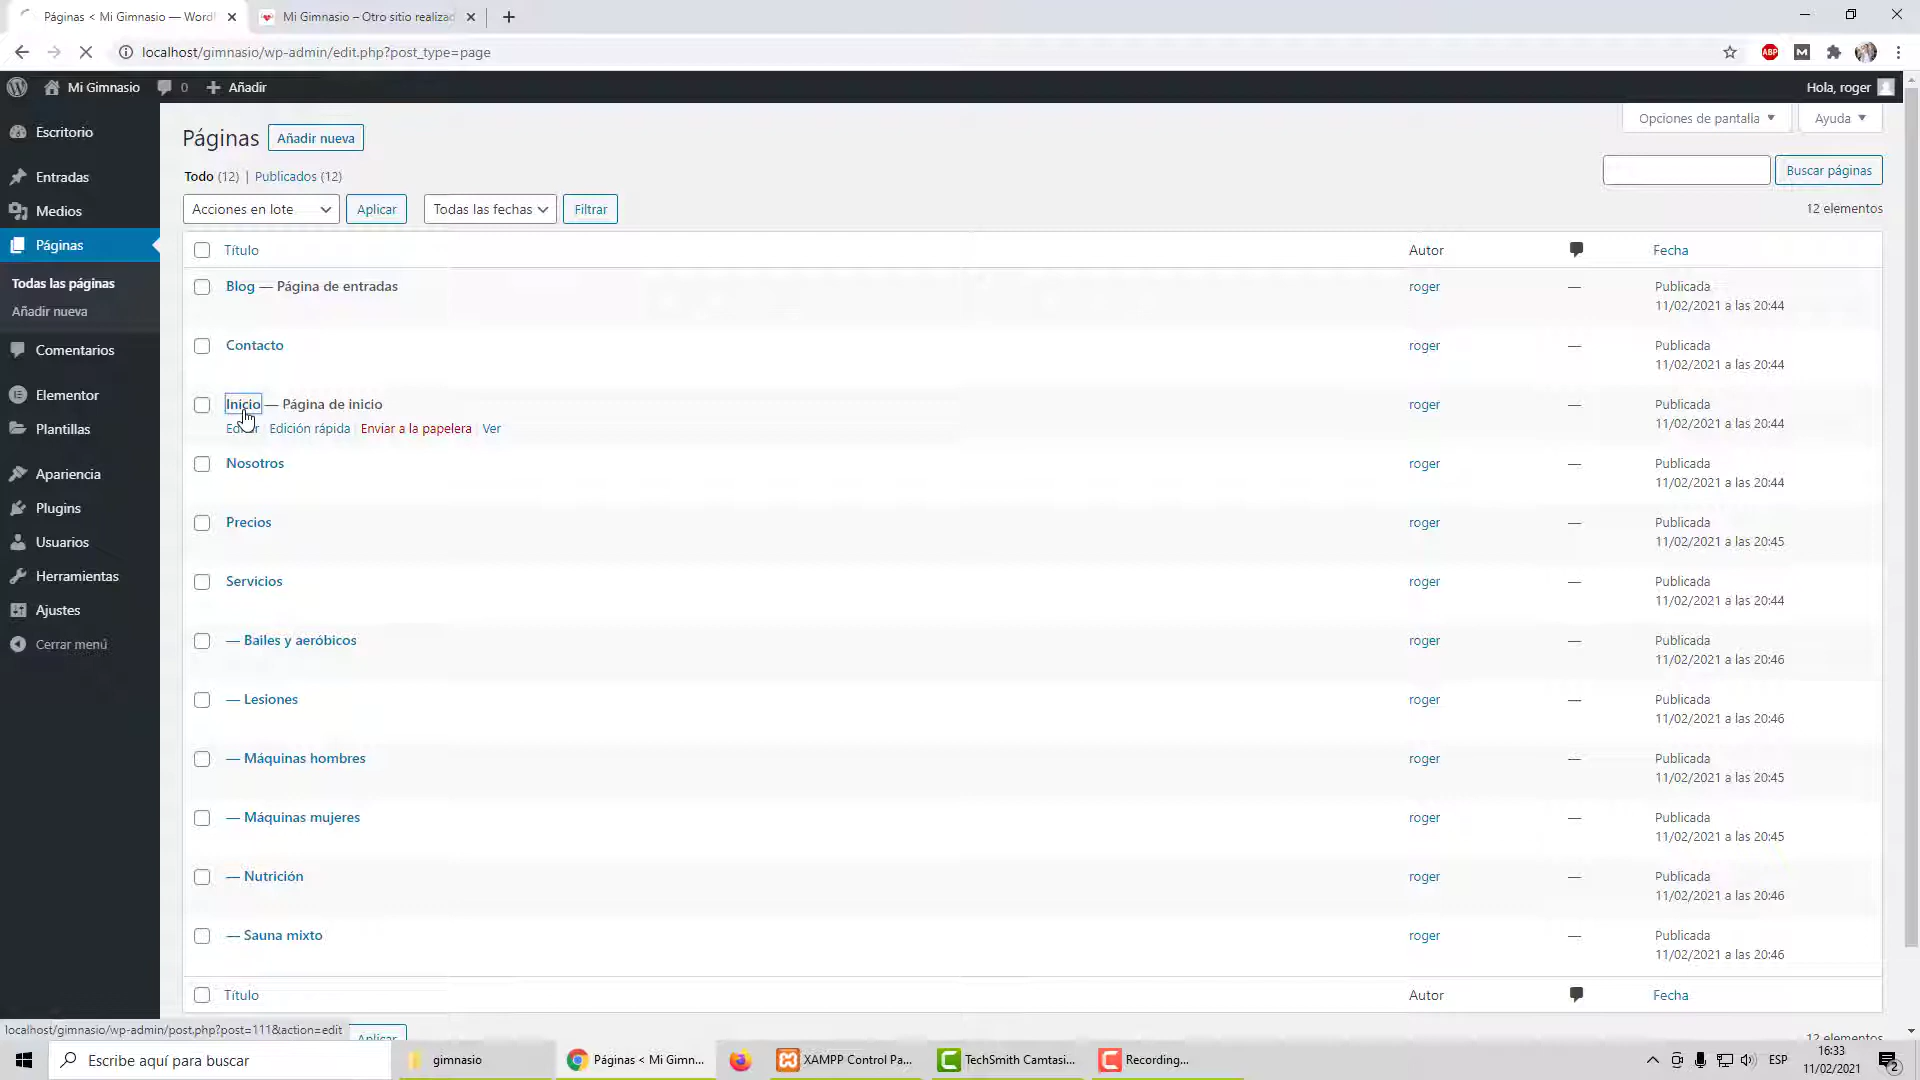 Páginas < Mi Gimnasio — Word
Mi Gimnasio – Otro sitio realizad
localhost/gimnasio/wp-admin/edit.php?post_type=page
ABP
Mi Gimnasio
0
Añadir
Hola, roger
Escritorio
Entradas
Medios
Páginas
Todas las páginas
Añadir nueva
Comentarios
Elementor
Plantillas
Apariencia
Plugins
Usuarios
Herramientas
Ajustes
Cerrar menú
Opciones de pantalla
Ayuda
Páginas
Añadir nueva
Todo (12) | Publicados (12)
Buscar páginas
Acciones en lote
Aplicar
Todas las fechas
Filtrar
12 elementos
Título
Autor
Fecha
Blog — Página de entradas
roger
—
Publicada
11/02/2021 a las 20:44
Contacto
roger
—
Publicada
11/02/2021 a las 20:44
Inicio — Página de inicio
Editar | Edición rápida | Enviar a la papelera | Ver
roger
—
Publicada
11/02/2021 a las 20:44
Nosotros
roger
—
Publicada
11/02/2021 a las 20:44
Precios
roger
—
Publicada
11/02/2021 a las 20:45
Servicios
roger
—
Publicada
11/02/2021 a las 20:44
— Bailes y aeróbicos
roger
—
Publicada
11/02/2021 a las 20:46
— Lesiones
roger
—
Publicada
11/02/2021 a las 20:46
— Máquinas hombres
roger
—
Publicada
11/02/2021 a las 20:45
— Máquinas mujeres
roger
—
Publicada
11/02/2021 a las 20:45
— Nutrición
roger
—
Publicada
11/02/2021 a las 20:46
— Sauna mixto
roger
—
Publicada
11/02/2021 a las 20:46
Título
Autor
Fecha
localhost/gimnasio/wp-admin/post.php?post=111&action=edit
Aplicar
12 elementos
Escribe aquí para buscar
gimnasio
Páginas < Mi Gimn...
XAMPP Control Pa...
TechSmith Camtasi...
Recording...
ESP
16:33
11/02/2021
2